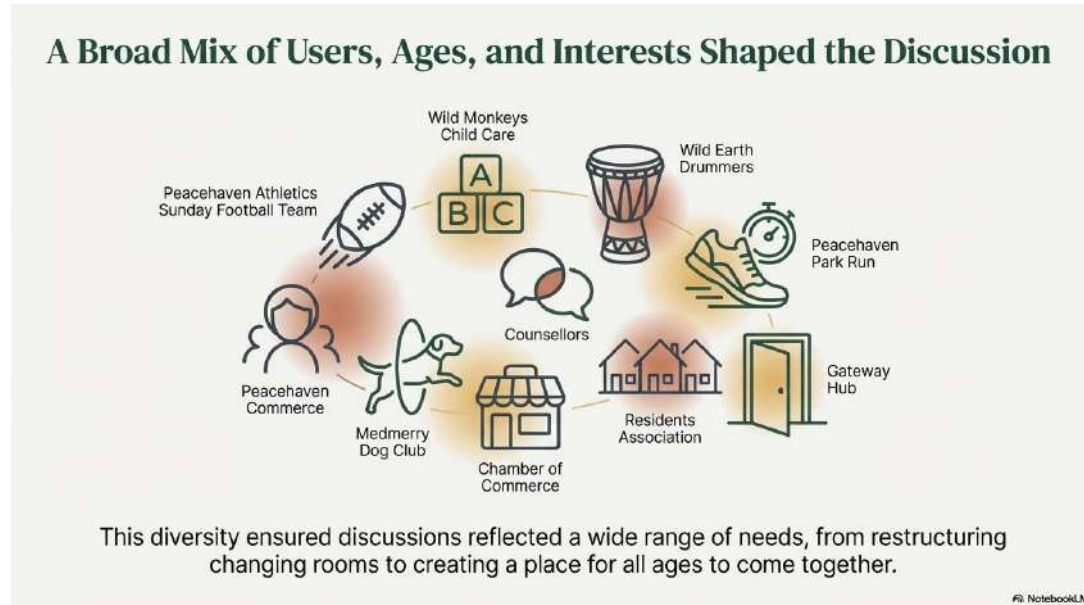 A Broad Mix of Users, Ages, and Interests Shaped the Discussion
Wild Monkeys
Child Care
Wild Earth
Drummers
Peacehaven Athletics
Sunday Football Team
A
B C
Peacehaven
Park Run
Counsellors
Peacehaven
Commerce
Medmerry
Dog Club
Chamber of
Commerce
Residents
Association
Gateway
Hub
This diversity ensured discussions reflected a wide range of needs, from restructuring
changing rooms to creating a place for all ages to come together.
NotebookLM